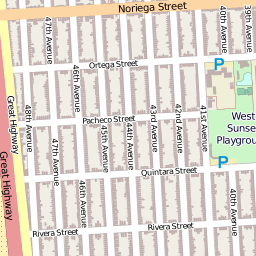 Noriega Street
47th Avenue
40th Avenue
39th Avenue
Ortega Street
P
46th Avenue
Great Highway
48th Avenue
Pacheco Street
45th Avenue
44th Avenue
43rd Avenue
42nd Avenue
41st Avenue
West
Sunse
Playgrou
47th Avenue
P
Great Highway
Quintara Street
46th Avenue
40th Avenue
Rivera Street
Rivera Street